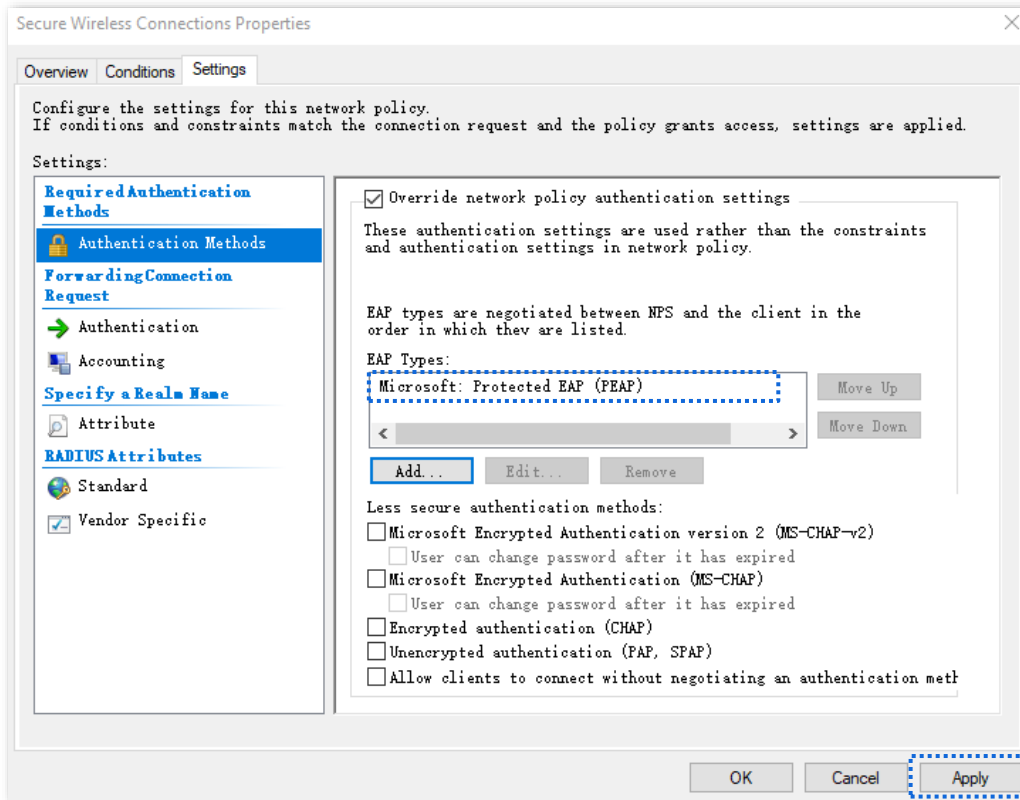 Secure Wireless Connections Properties
Overview Conditions Settings
Configure the settings for this network policy.
If conditions and constraints match the connection request and the policy grants access, settings are applied.
Settings:
Required Authentication
Methods
Authentication Methods
Forwarding Connection
Request
Authentication
Accounting
Specify a Realm Name
Attribute
RADIUS Attributes
Standard
Vendor Specific
Override network policy authentication settings
These authentication settings are used rather than the constraints
and authentication settings in network policy.
EAP types are negotiated between NPS and the client in the
order in which they are listed.
EAP Types:
Microsoft: Protected EAP (PEAP)
Move Up
Move Down
Add... Edit... Remove
Less secure authentication methods:
Microsoft Encrypted Authentication version 2 (MS-CHAP-v2)
User can change password after it has expired
Microsoft Encrypted Authentication (MS-CHAP)
User can change password after it has expired
Encrypted authentication (CHAP)
Unencrypted authentication (PAP, SPAP)
Allow clients to connect without negotiating an authentication meth
OK Cancel Apply